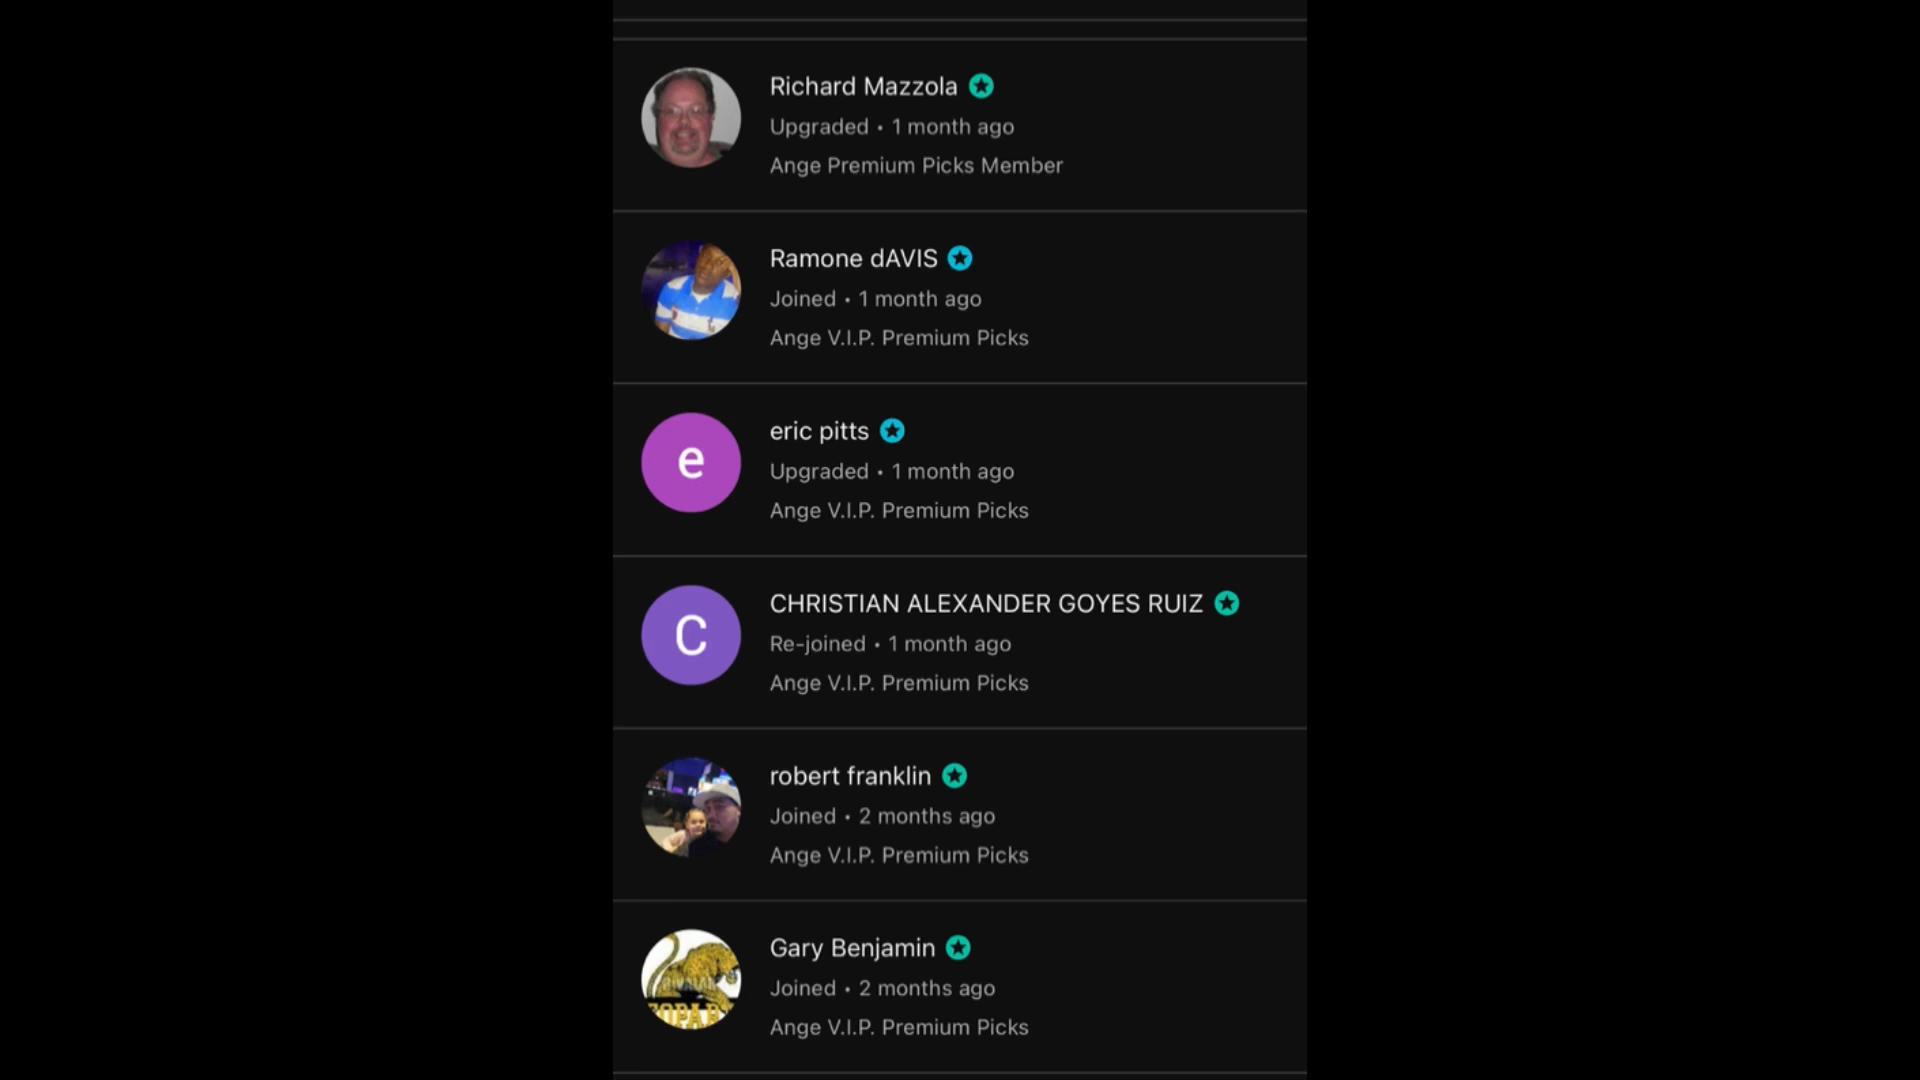 Richard Mazzola
Upgraded • 1 month ago
Ange Premium Picks Member
Ramone dAVIS
Joined • 1 month ago
Ange V.I.P. Premium Picks
e
eric pitts
Upgraded • 1 month ago
Ange V.I.P. Premium Picks
C
CHRISTIAN ALEXANDER GOYES RUIZ
Re-joined • 1 month ago
Ange V.I.P. Premium Picks
robert franklin
Joined • 2 months ago
Ange V.I.P. Premium Picks
Gary Benjamin
Joined • 2 months ago
Ange V.I.P. Premium Picks